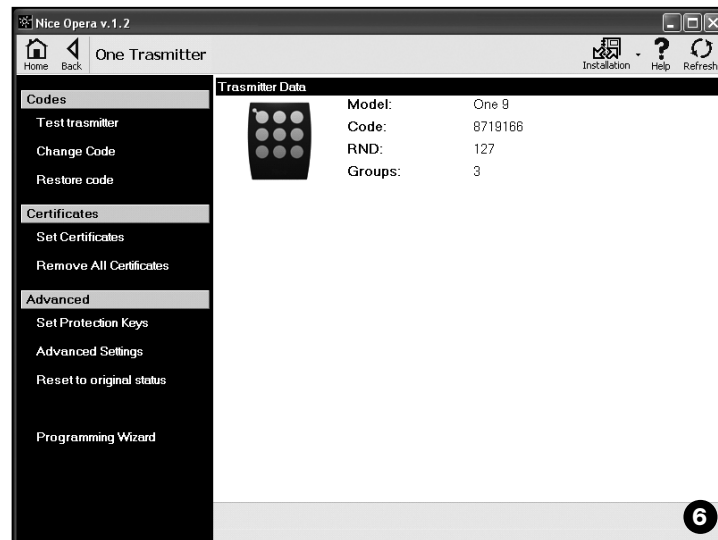 Nice Opera v.1.2
Home
Back
One Trasmitter
Installation
Help
Refresh
Codes
Test trasmitter
Change Code
Restore code
Certificates
Set Certificates
Remove All Certificates
Advanced
Set Protection Keys
Advanced Settings
Reset to original status
Programming Wizard
Trasmitter Data
Model: One 9
Code: 8719166
RND: 127
Groups: 3
6